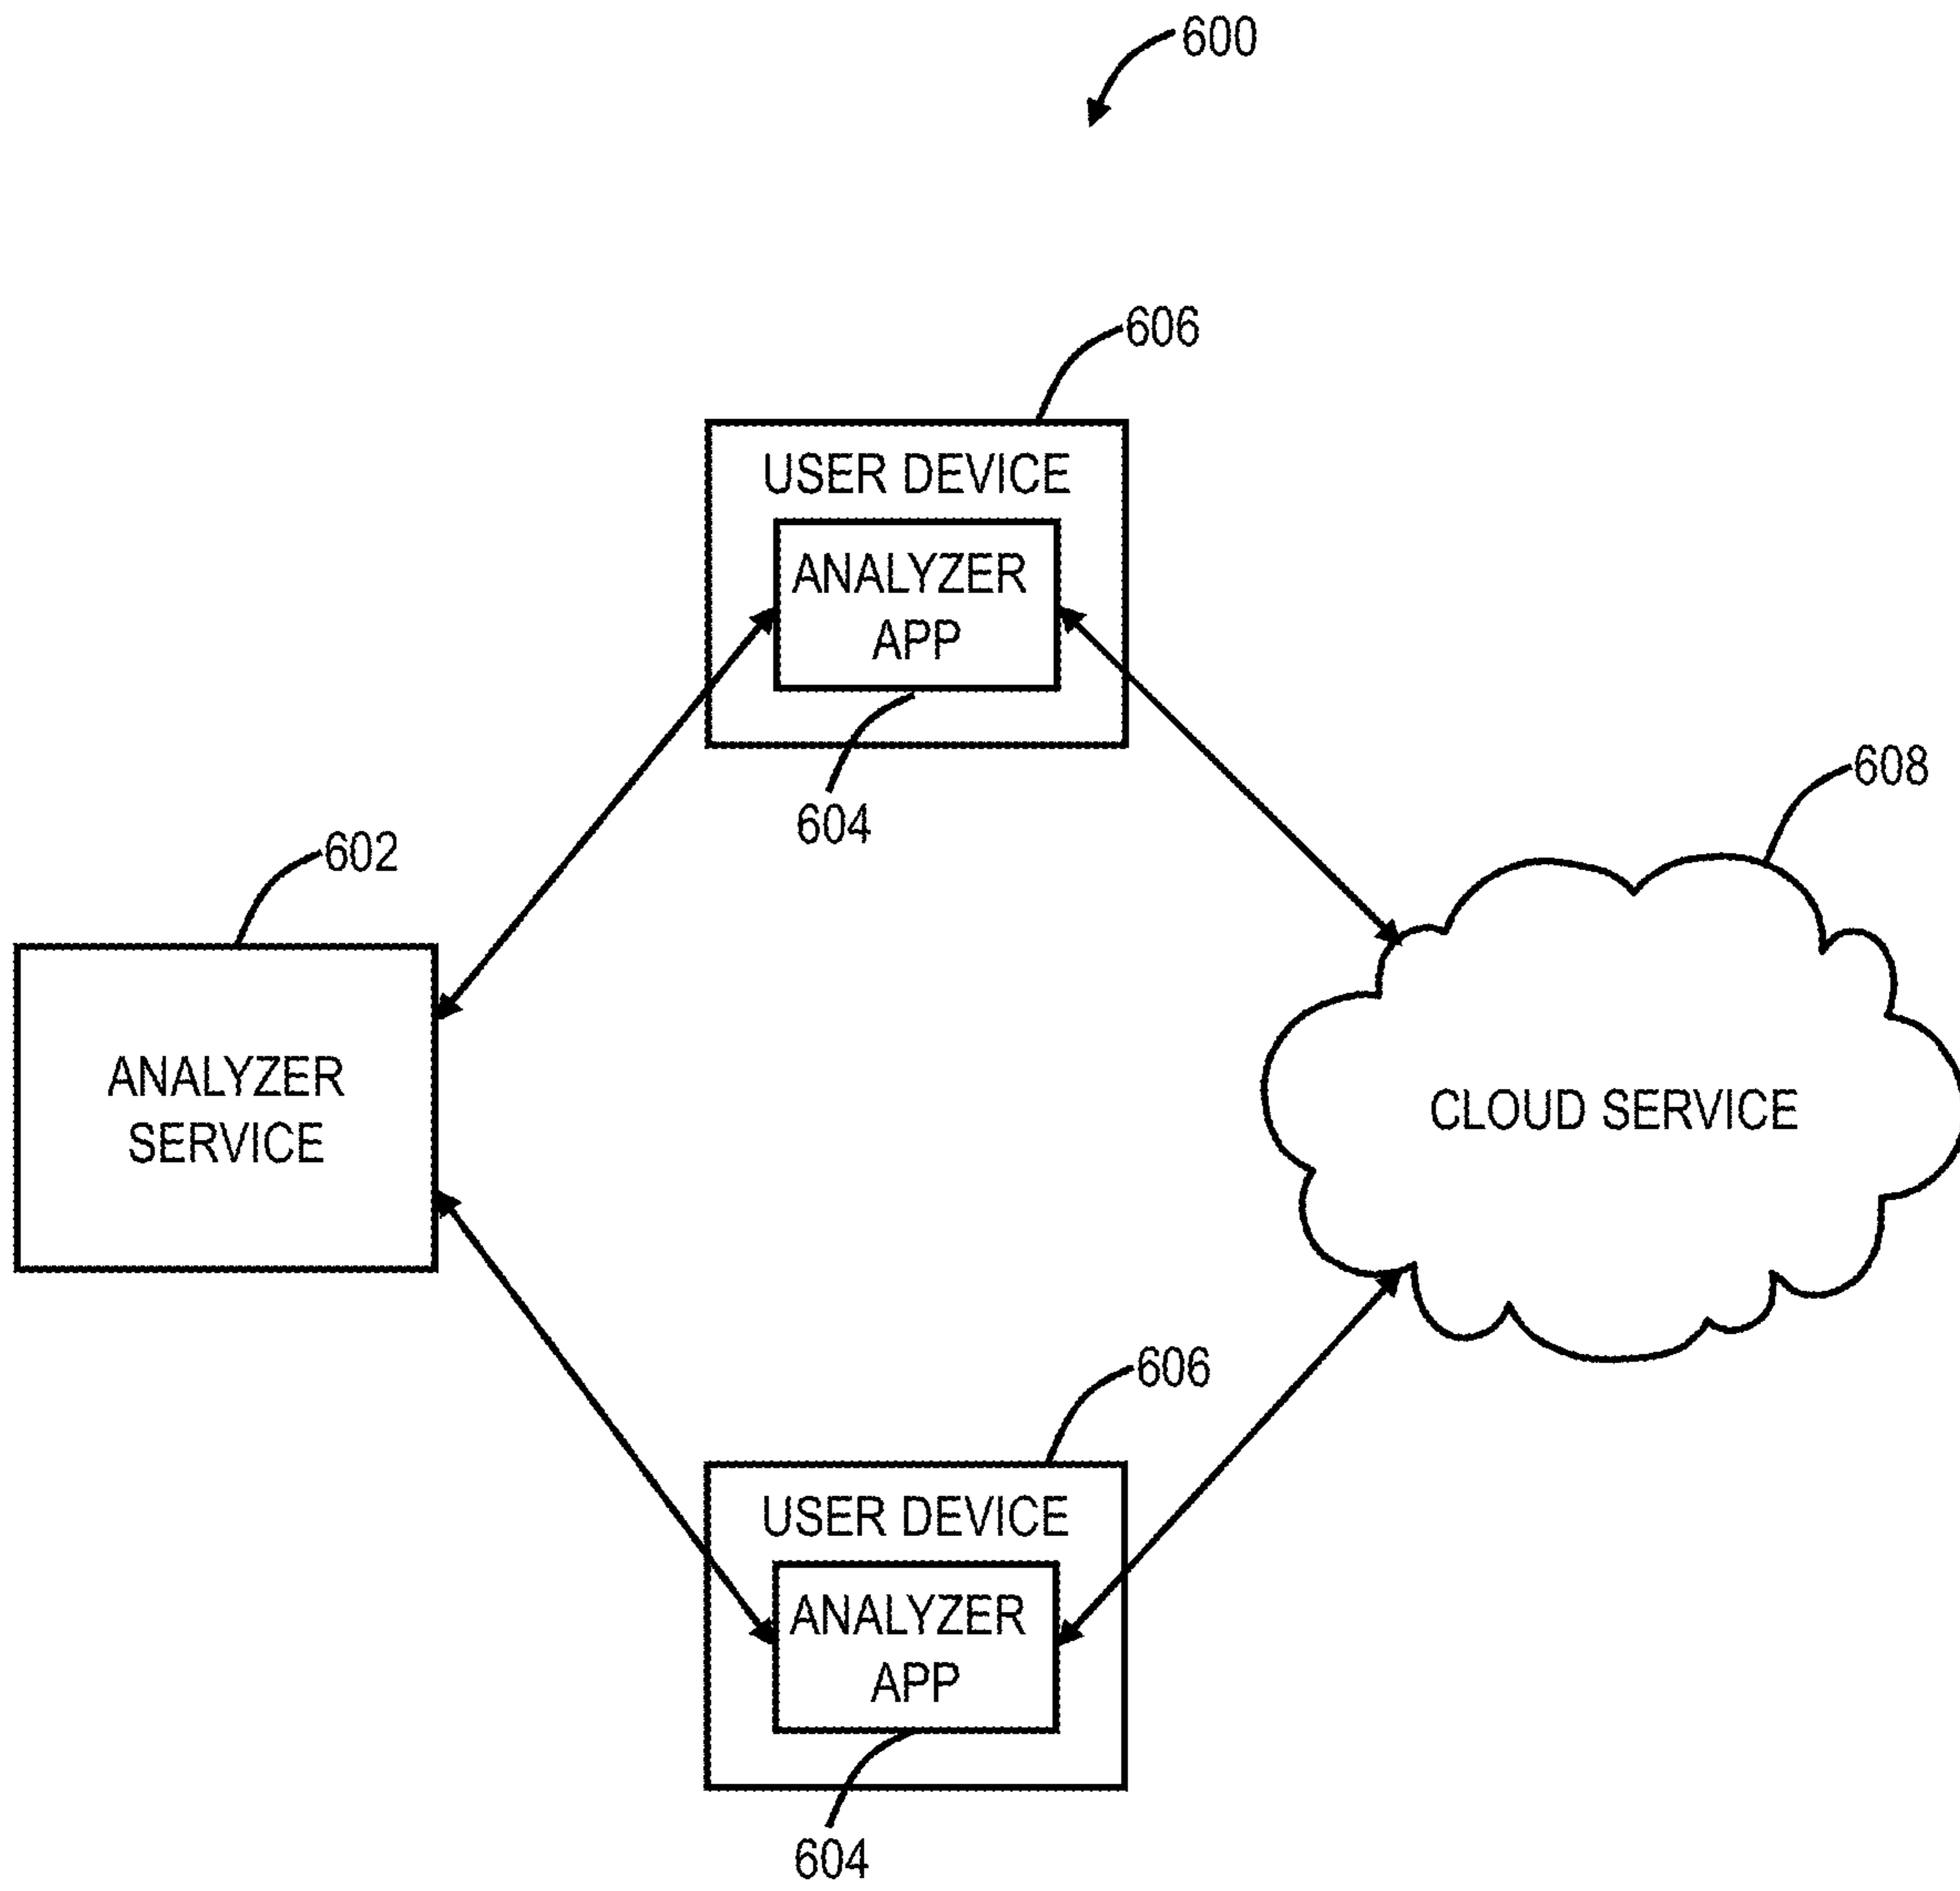 600
606
USER DEVICE
ANALYZER
APP
604
608
602
ANALYZER
SERVICE
CLOUD SERVICE
606
USER DEVICE
ANALYZER
APP
604